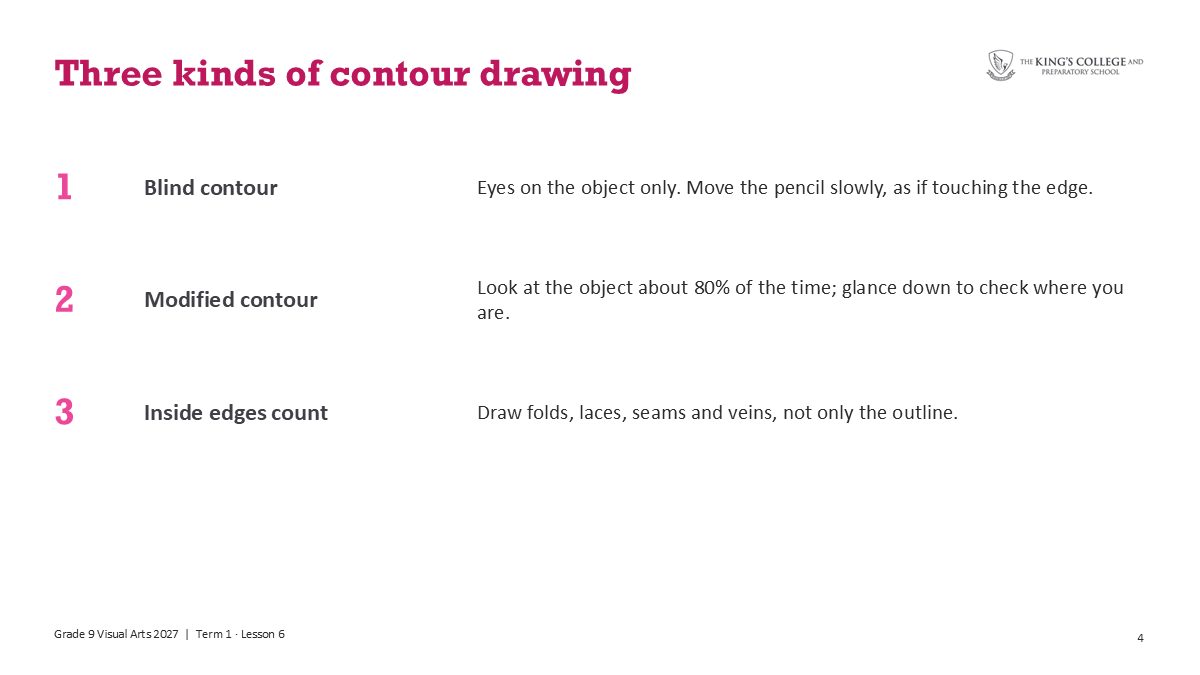 Three kinds of contour drawing
THE KING'S COLLEGE AND
PREPARATORY SCHOOL
1
Blind contour
Eyes on the object only. Move the pencil slowly, as if touching the edge.
2
Modified contour
Look at the object about 80% of the time; glance down to check where you
are.
3
Inside edges count
Draw folds, laces, seams and veins, not only the outline.
Grade 9 Visual Arts 2027 | Term 1 · Lesson 6
4